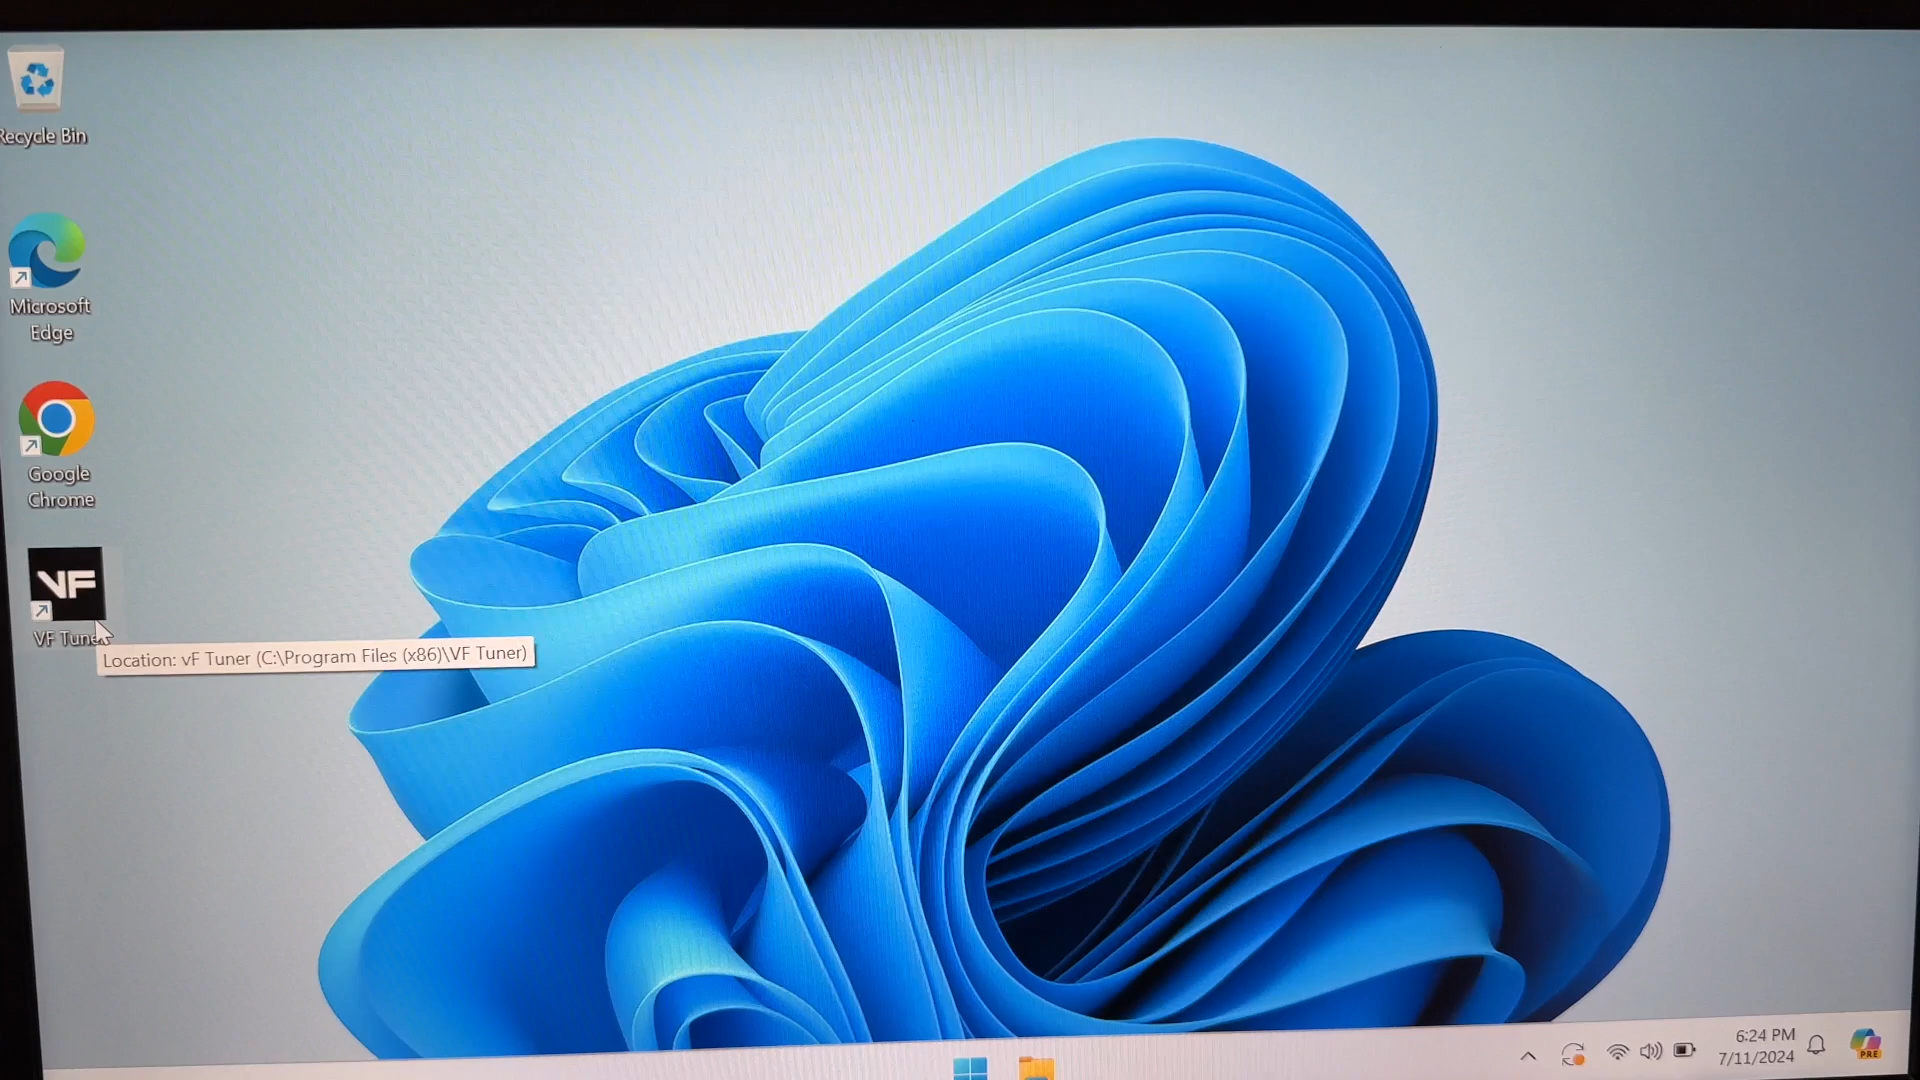 Recycle Bin
Microsoft
Edge
Google
Chrome
VF
VF Tune
Location: vF Tuner (C:\Program Files (x86)\VF Tuner)
6:24 PM
7/11/2024
PRE